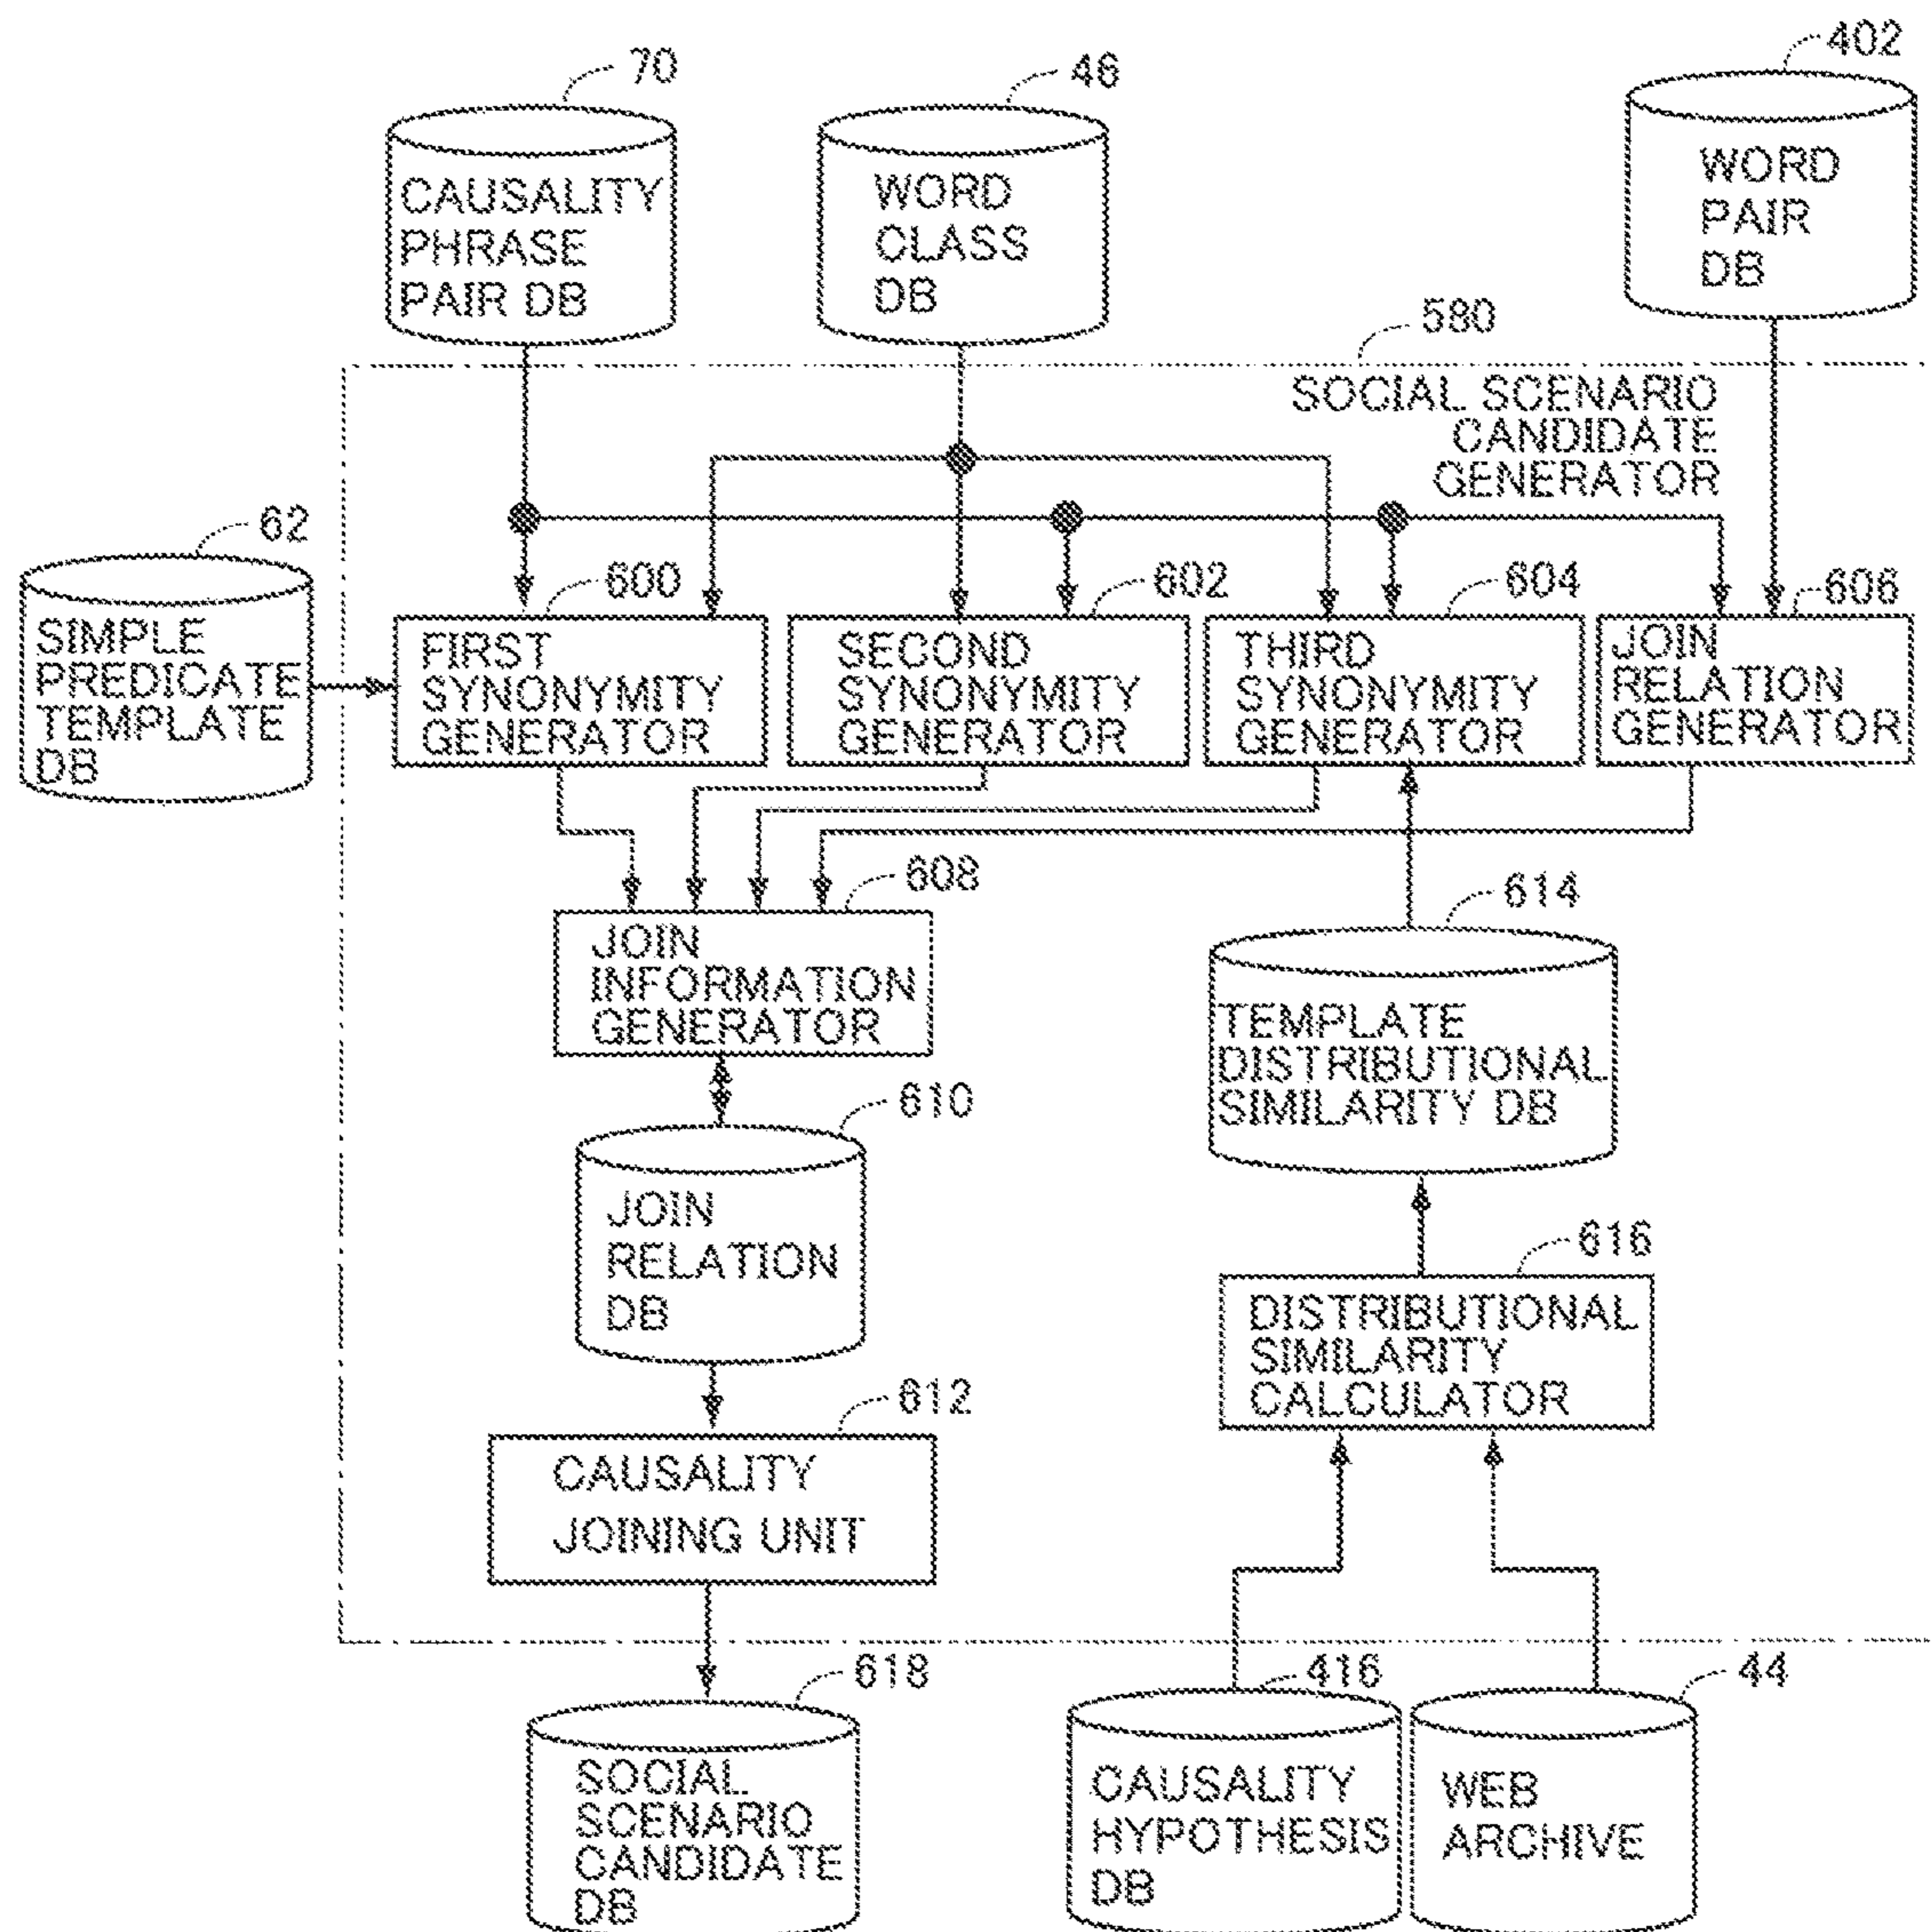 70
46
402
CAUSALITY
PHRASE
PAIR DB
WORD
CLASS
DB
WORD
PAIR
DB
580
SOCIAL SCENARIO
CANDIDATE
GENERATOR
62
SIMPLE
PREDICATE
TEMPLATE
DB
600
602
604
606
FIRST
SYNONYMITY
GENERATOR
SECOND
SYNONYMITY
GENERATOR
THIRD
SYNONYMITY
GENERATOR
JOIN
RELATION
GENERATOR
608
JOIN
INFORMATION
GENERATOR
614
TEMPLATE
DISTRIBUTIONAL
SIMILARITY DB
610
JOIN
RELATION
DB
616
DISTRIBUTIONAL
SIMILARITY
CALCULATOR
612
CAUSALITY
JOINING UNIT
618
SOCIAL
SCENARIO
CANDIDATE
DB
416
CAUSALITY
HYPOTHESIS
DB
44
WEB
ARCHIVE